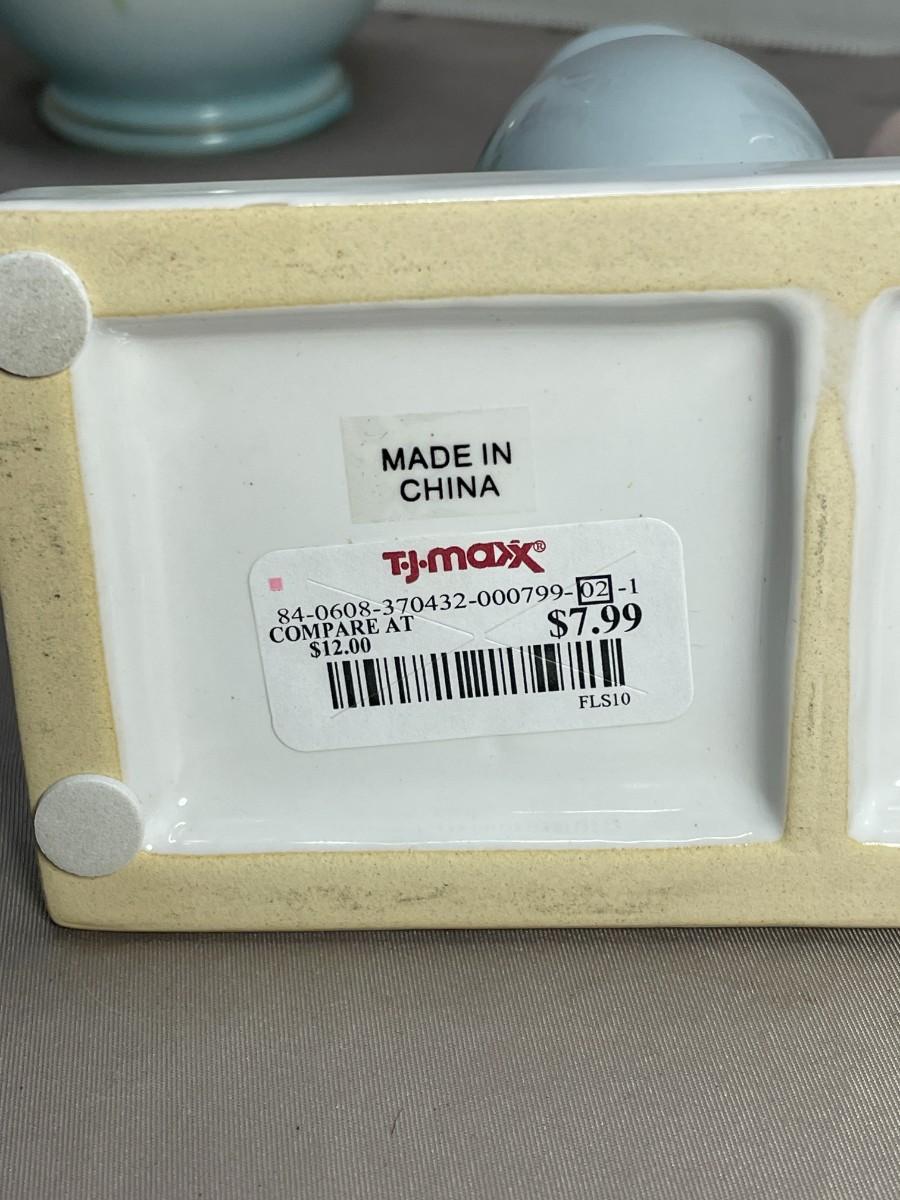 MADE IN
CHINA
T·J·maxx®
84-0608-370432-000799-02-1
COMPARE AT $7.99
$12.00
FLS10